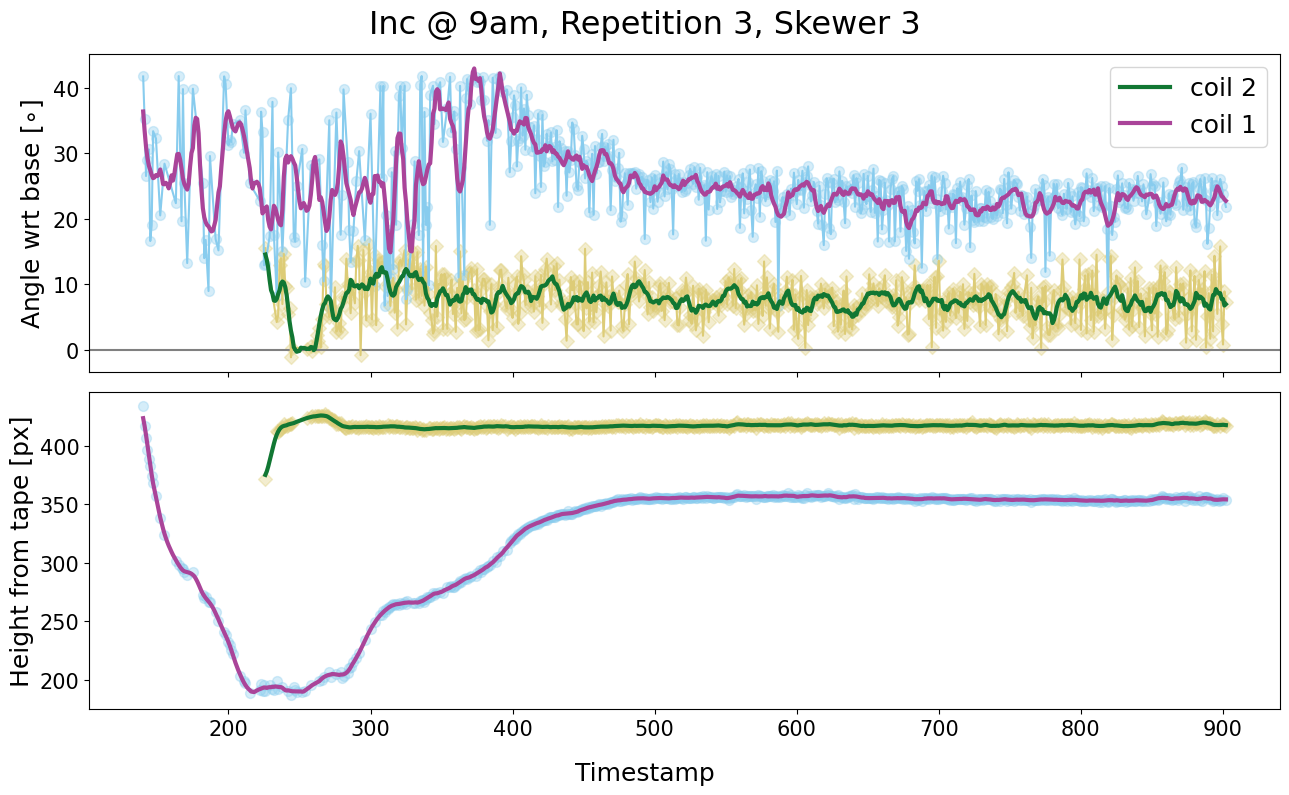 Inc @ 9am, Repetition 3, Skewer 3
Angle wrt base [∘]
40
30
20
10
0
coil 2
coil 1
Height from tape [px]
400
350
300
250
200
200 300 400 500 600 700 800 900
Timestamp